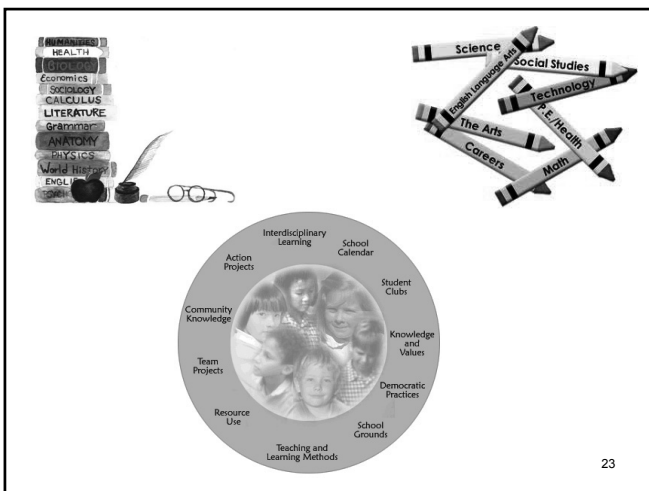 HUMANITIES
HEALTH
BIOLOGY
Economics
SOCIOLOGY
CALCULUS
LITERATURE
Grammar
ANATOMY
PHYSICS
World History
ENGLI
Science
Social Studies
English Language Arts
Technology
P.E./Health
The Arts
Careers
Math
Interdisciplinary
Learning
School
Calendar
Student
Clubs
Knowledge
and
Values
Democratic
Practices
School
Grounds
Teaching and
Learning Methods
Resource
Use
Team
Projects
Community
Knowledge
Action
Projects
23